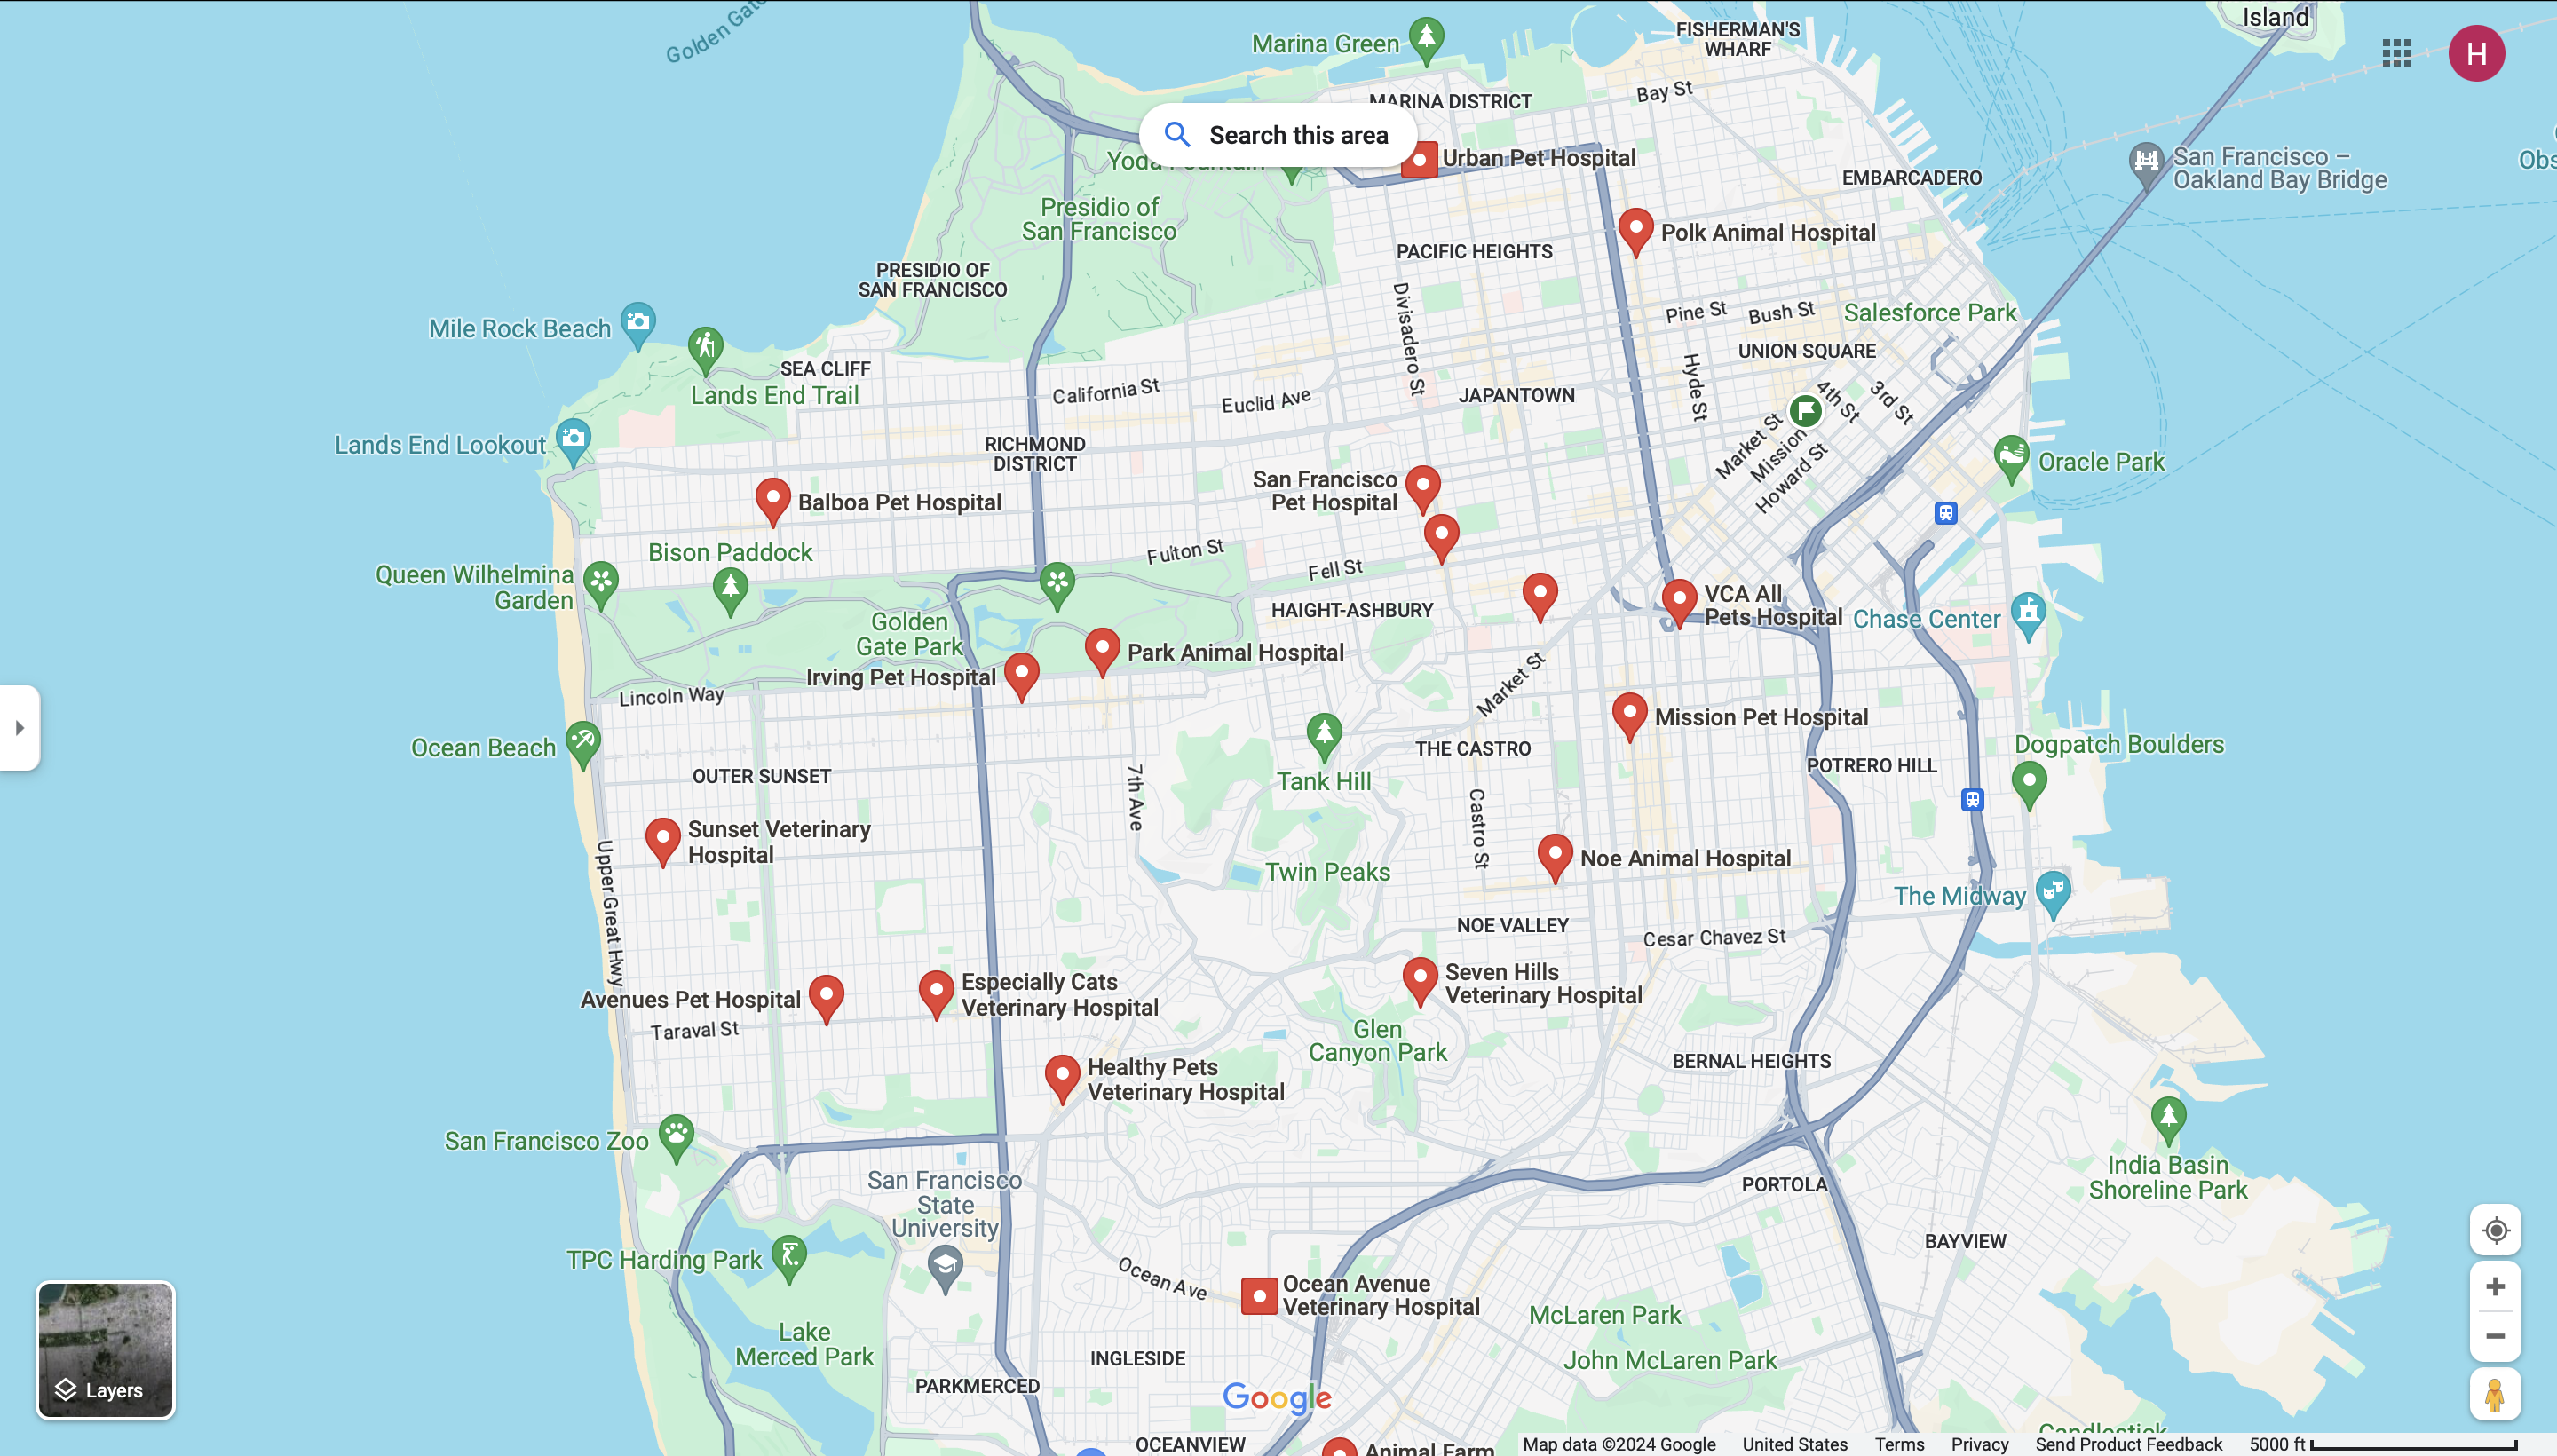 Golden Gate
Marina Green
FISHERMAN'S
WHARF
Island
H
MARINA DISTRICT
Bay St
Search this area
Yoda Fountain
Urban Pet Hospital
San Francisco –
Oakland Bay Bridge
Obs
EMBARCADERO
Presidio of
San Francisco
Polk Animal Hospital
PACIFIC HEIGHTS
PRESIDIO OF
SAN FRANCISCO
Divisadero St
Pine St
Bush St
Salesforce Park
Mile Rock Beach
UNION SQUARE
SEA CLIFF
Lands End Trail
California St
Euclid Ave
JAPANTOWN
Hyde St
4th St
3rd St
Market St
Mission
Howard St
Lands End Lookout
RICHMOND
DISTRICT
Oracle Park
San Francisco
Pet Hospital
Balboa Pet Hospital
Bison Paddock
Fulton St
Fell St
Queen Wilhelmina
Garden
HAIGHT-ASHBURY
VCA All
Pets Hospital
Chase Center
Golden
Gate Park
Park Animal Hospital
Irving Pet Hospital
Lincoln Way
Market St
Mission Pet Hospital
Ocean Beach
THE CASTRO
Dogpatch Boulders
OUTER SUNSET
7th Ave
Tank Hill
POTRERO HILL
Castro St
Sunset Veterinary
Hospital
Noe Animal Hospital
Twin Peaks
Upper Great Hwy
The Midway
NOE VALLEY
Cesar Chavez St
Especially Cats
Veterinary Hospital
Avenues Pet Hospital
Seven Hills
Veterinary Hospital
Taraval St
Glen
Canyon Park
BERNAL HEIGHTS
Healthy Pets
Veterinary Hospital
San Francisco Zoo
India Basin
Shoreline Park
San Francisco
State
University
PORTOLA
BAYVIEW
TPC Harding Park
Ocean Ave
Ocean Avenue
Veterinary Hospital
McLaren Park
Lake
Merced Park
INGLESIDE
John McLaren Park
Layers
PARKMERCED
Google
Candlestick
OCEANVIEW
Animal Farm
Map data ©2024 Google
United States
Terms
Privacy
Send Product Feedback
5000 ft